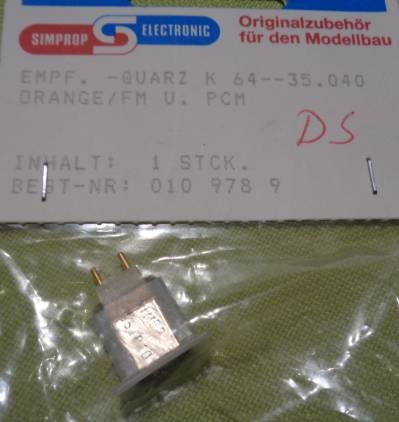 SIMPROP ELECTRONIC
Originalzubehör
für den Modellbau
EMPF. -QUARZ K 64--35.040
ORANGE/FM U. PCM
DS
INHALT: 1 STCK.
BEST-NR: 010 978 9